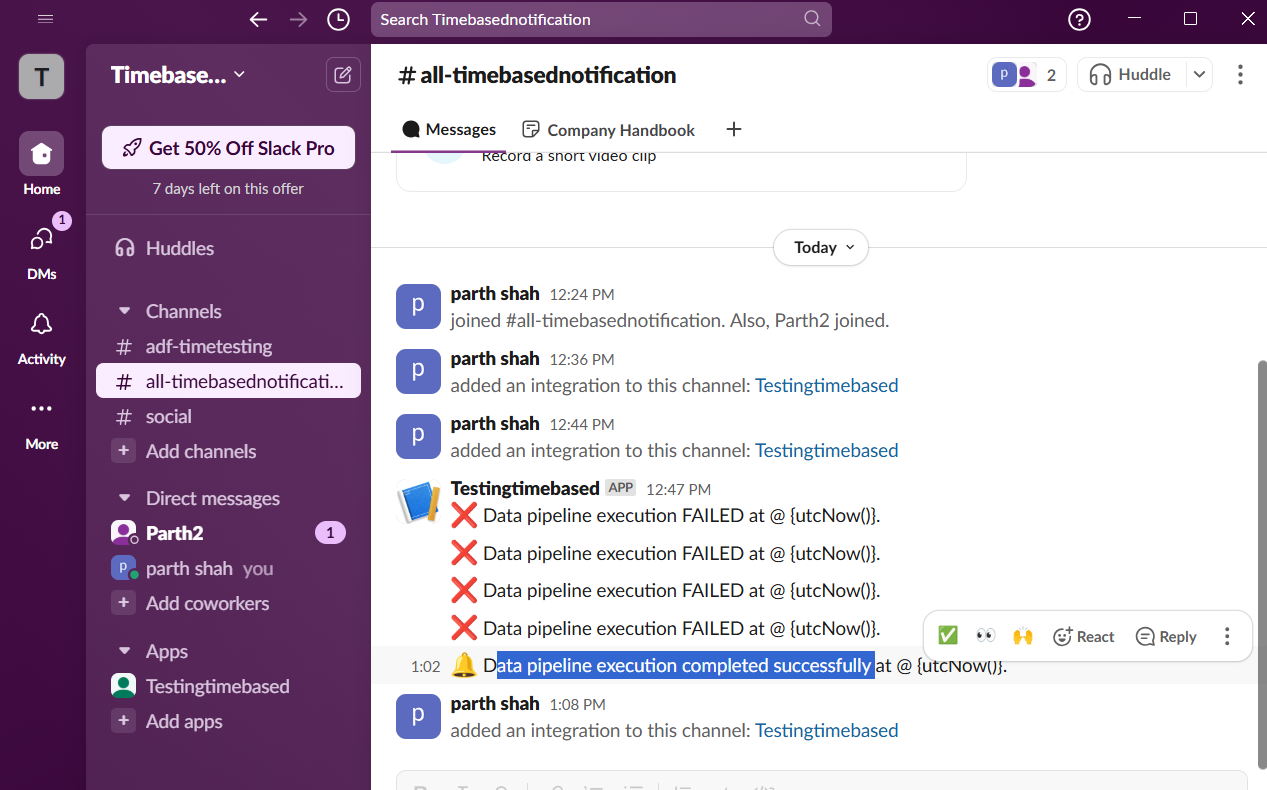 Search Timebasednotification
T
Timebase...
Get 50% Off Slack Pro
7 days left on this offer
Home
1
DMs
Activity
More
Huddles
Channels
# adf-timetesting
# all-timebasednotificati...
# social
+ Add channels
Direct messages
Parth2 1
p parth shah you
+ Add coworkers
Apps
Testingtimebased
+ Add apps
# all-timebasednotification
p 2
Huddle
Messages
Company Handbook
+
Record a short video clip
Today
p
parth shah 12:24 PM
joined #all-timebasednotification. Also, Parth2 joined.
p
parth shah 12:36 PM
added an integration to this channel: Testingtimebased
p
parth shah 12:44 PM
added an integration to this channel: Testingtimebased
Testingtimebased APP 12:47 PM
❌ Data pipeline execution FAILED at @ {utcNow()}.
❌ Data pipeline execution FAILED at @ {utcNow()}.
❌ Data pipeline execution FAILED at @ {utcNow()}.
❌ Data pipeline execution FAILED at @ {utcNow()}.
✅ 👀 🙌 React Reply
1:02 🔔 Data pipeline execution completed successfully at @ {utcNow()}.
p
parth shah 1:08 PM
added an integration to this channel: Testingtimebased